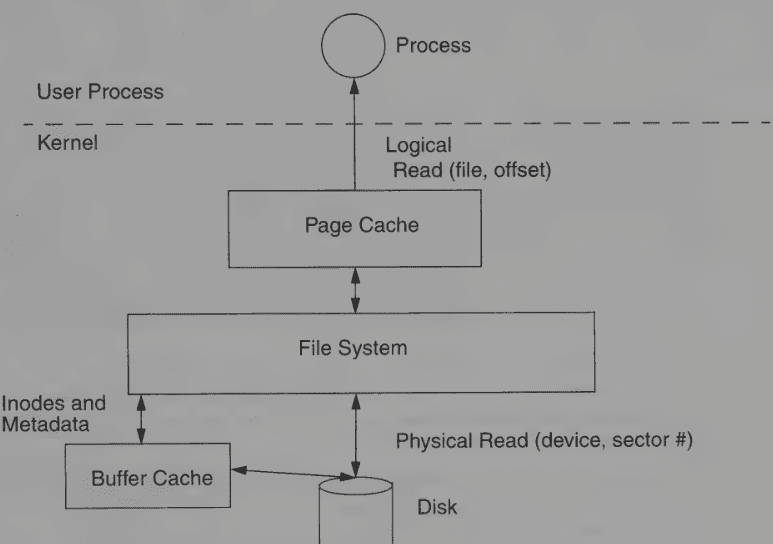 Process
User Process
Kernel
Logical
Read (file, offset)
Page Cache
File System
Inodes and
Metadata
Physical Read (device, sector #)
Buffer Cache
Disk